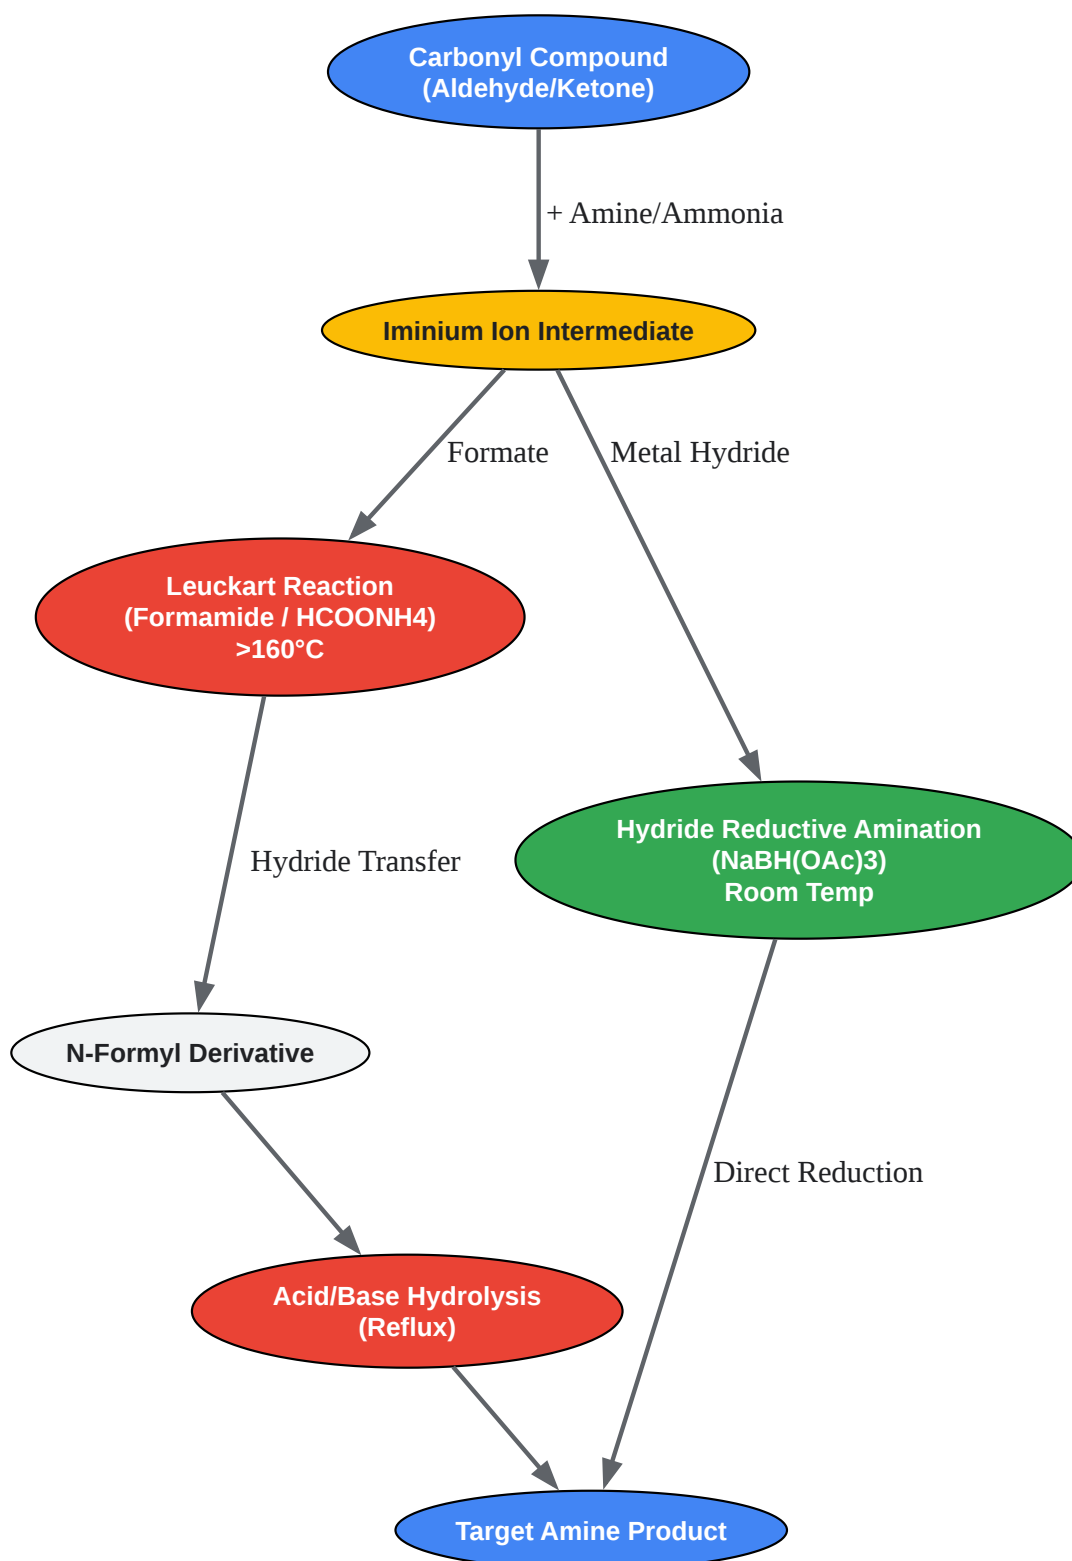 Carbonyl Compound
(Aldehyde/Ketone)
+ Amine/Ammonia
Iminium Ion Intermediate
Formate
Metal Hydride
Leuckart Reaction
(Formamide / HCOONH4)
>160°C
Hydride Reductive Amination
(NaBH(OAc)3)
Room Temp
Hydride Transfer
N-Formyl Derivative
Direct Reduction
Acid/Base Hydrolysis
(Reflux)
Target Amine Product